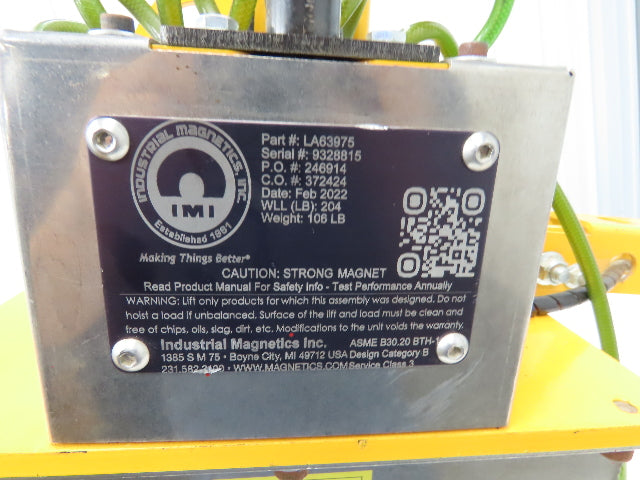 INDUSTRIAL MAGNETICS, INC.
IMI
Established 1961
Making Things Better®
Part #: LA63975
Serial #: 9328815
P.O. #: 246914
C.O. #: 372424
Date: Feb 2022
WLL (LB): 204
Weight: 106 LB
CAUTION: STRONG MAGNET
Read Product Manual For Safety Info - Test Performance Annually
WARNING: Lift only products for which this assembly was designed. Do not
hoist a load if unbalanced. Surface of the lift and load must be clean and
free of chips, oils, slag, dirt, etc. Modifications to the unit voids the warranty.
Industrial Magnetics Inc. ASME B30.20 BTH-1
1385 S M 75 • Boyne City, MI 49712 USA Design Category B
231.582.3100 • WWW.MAGNETICS.COM Service Class 3